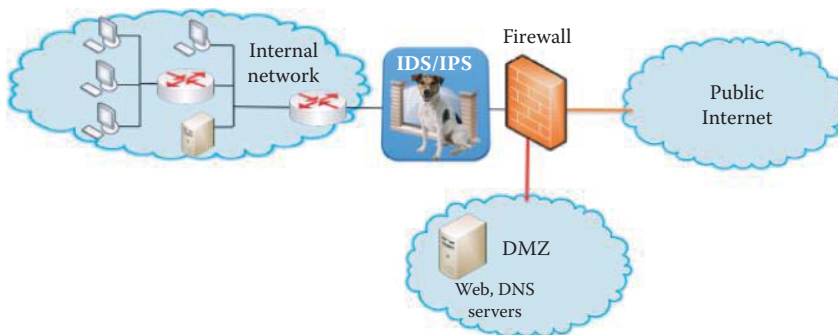 Internal
network
IDS/IPS
Firewall
Public
Internet
DMZ
Web, DNS
servers